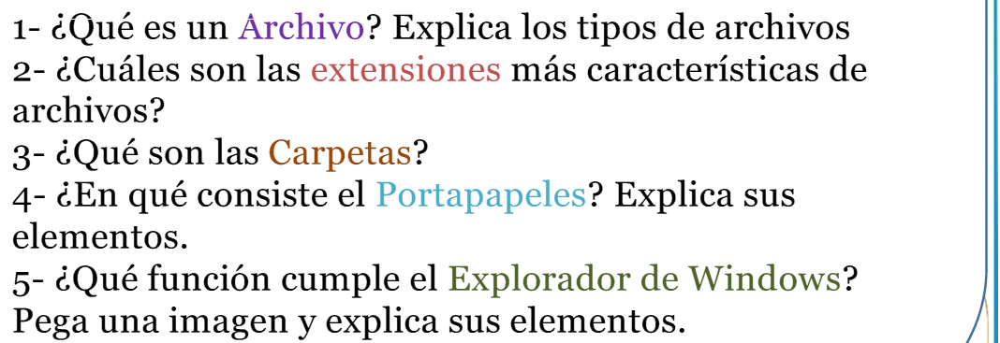 1- ¿Qué es un Archivo? Explica los tipos de archivos
2- ¿Cuáles son las extensiones más características de
archivos?
3- ¿Qué son las Carpetas?
4- ¿En qué consiste el Portapapeles? Explica sus
elementos.
5- ¿Qué función cumple el Explorador de Windows?
Pega una imagen y explica sus elementos.